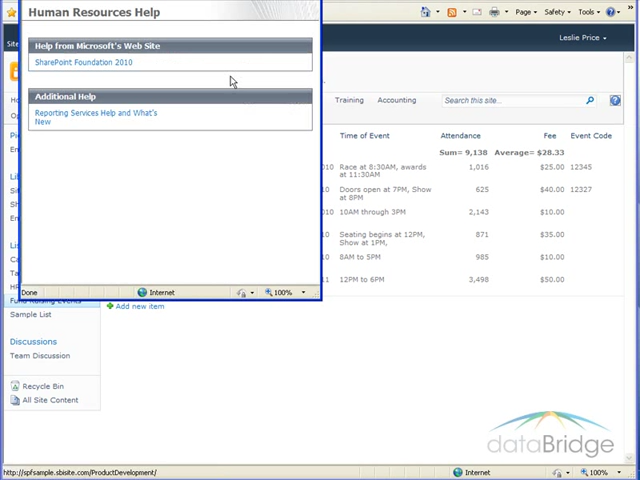 Human Resources Help
Help from Microsoft's Web Site
SharePoint Foundation 2010
Additional Help
Reporting Services Help and What's
New
Done
Internet
100%
Page
Safety
Tools
Leslie Price
Training
Accounting
Search this site...
Time of Event
Attendance
Fee
Event Code
Sum= 9,138
Average= $28.33
Race at 8:30AM, awards
at 11:30AM
1,016
$25.00
12345
Doors open at 7PM, Show
at 8PM
625
$40.00
12327
10AM through 3PM
2,143
$10.00
Seating begins at 12PM,
Show at 1PM,
871
$35.00
8AM to 5PM
985
$10.00
12PM to 6PM
3,498
$50.00
Fund Raising Events
Add new item
Sample List
Discussions
Team Discussion
Recycle Bin
All Site Content
dataBridge
http://spfsample.sbisite.com/ProductDevelopment/
Internet
100%